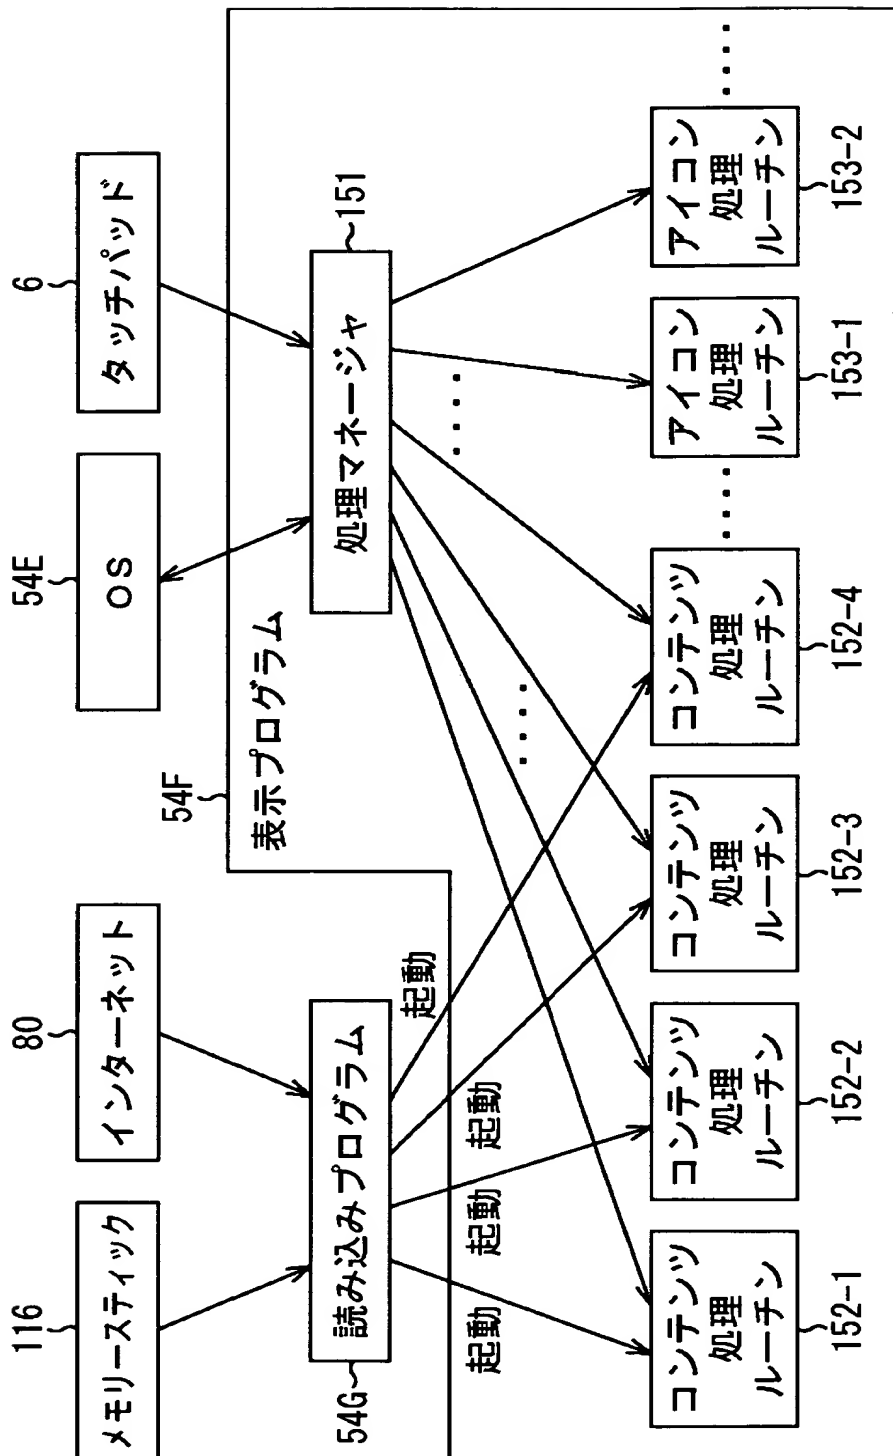 116
メモリースティック
80
インターネット
54E
OS
6
タッチパッド
54F
表示プログラム
54G
読み込みプログラム
処理マネージャ
151
起動
起動
起動
起動
‥‥
‥‥
コンテンツ
処理
ルーチン
152-1
コンテンツ
処理
ルーチン
152-2
コンテンツ
処理
ルーチン
152-3
コンテンツ
処理
ルーチン
152-4
‥‥
アイコン
処理
ルーチン
153-1
アイコン
処理
ルーチン
153-2
‥‥